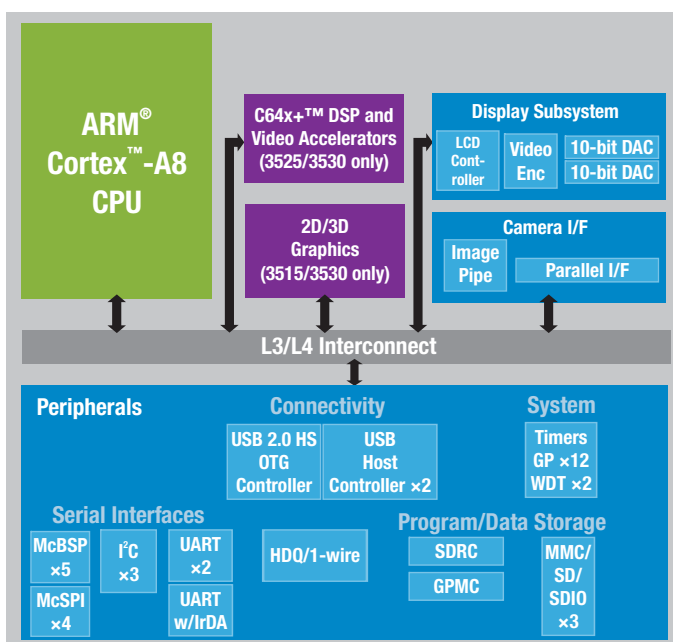 ARM®
Cortex™-A8
CPU
C64x+™ DSP and
Video Accelerators
(3525/3530 only)
2D/3D
Graphics
(3515/3530 only)
Display Subsystem
LCD
Cont-
roller
Video
Enc
10-bit DAC
10-bit DAC
Camera I/F
Image
Pipe
Parallel I/F
L3/L4 Interconnect
Peripherals
Connectivity
USB 2.0 HS
OTG
Controller
USB
Host
Controller ×2
System
Timers
GP ×12
WDT ×2
Serial Interfaces
McBSP
×5
I²C
×3
UART
×2
McSPI
×4
UART
w/IrDA
HDQ/1-wire
Program/Data Storage
SDRC
GPMC
MMC/
SD/
SDIO
×3